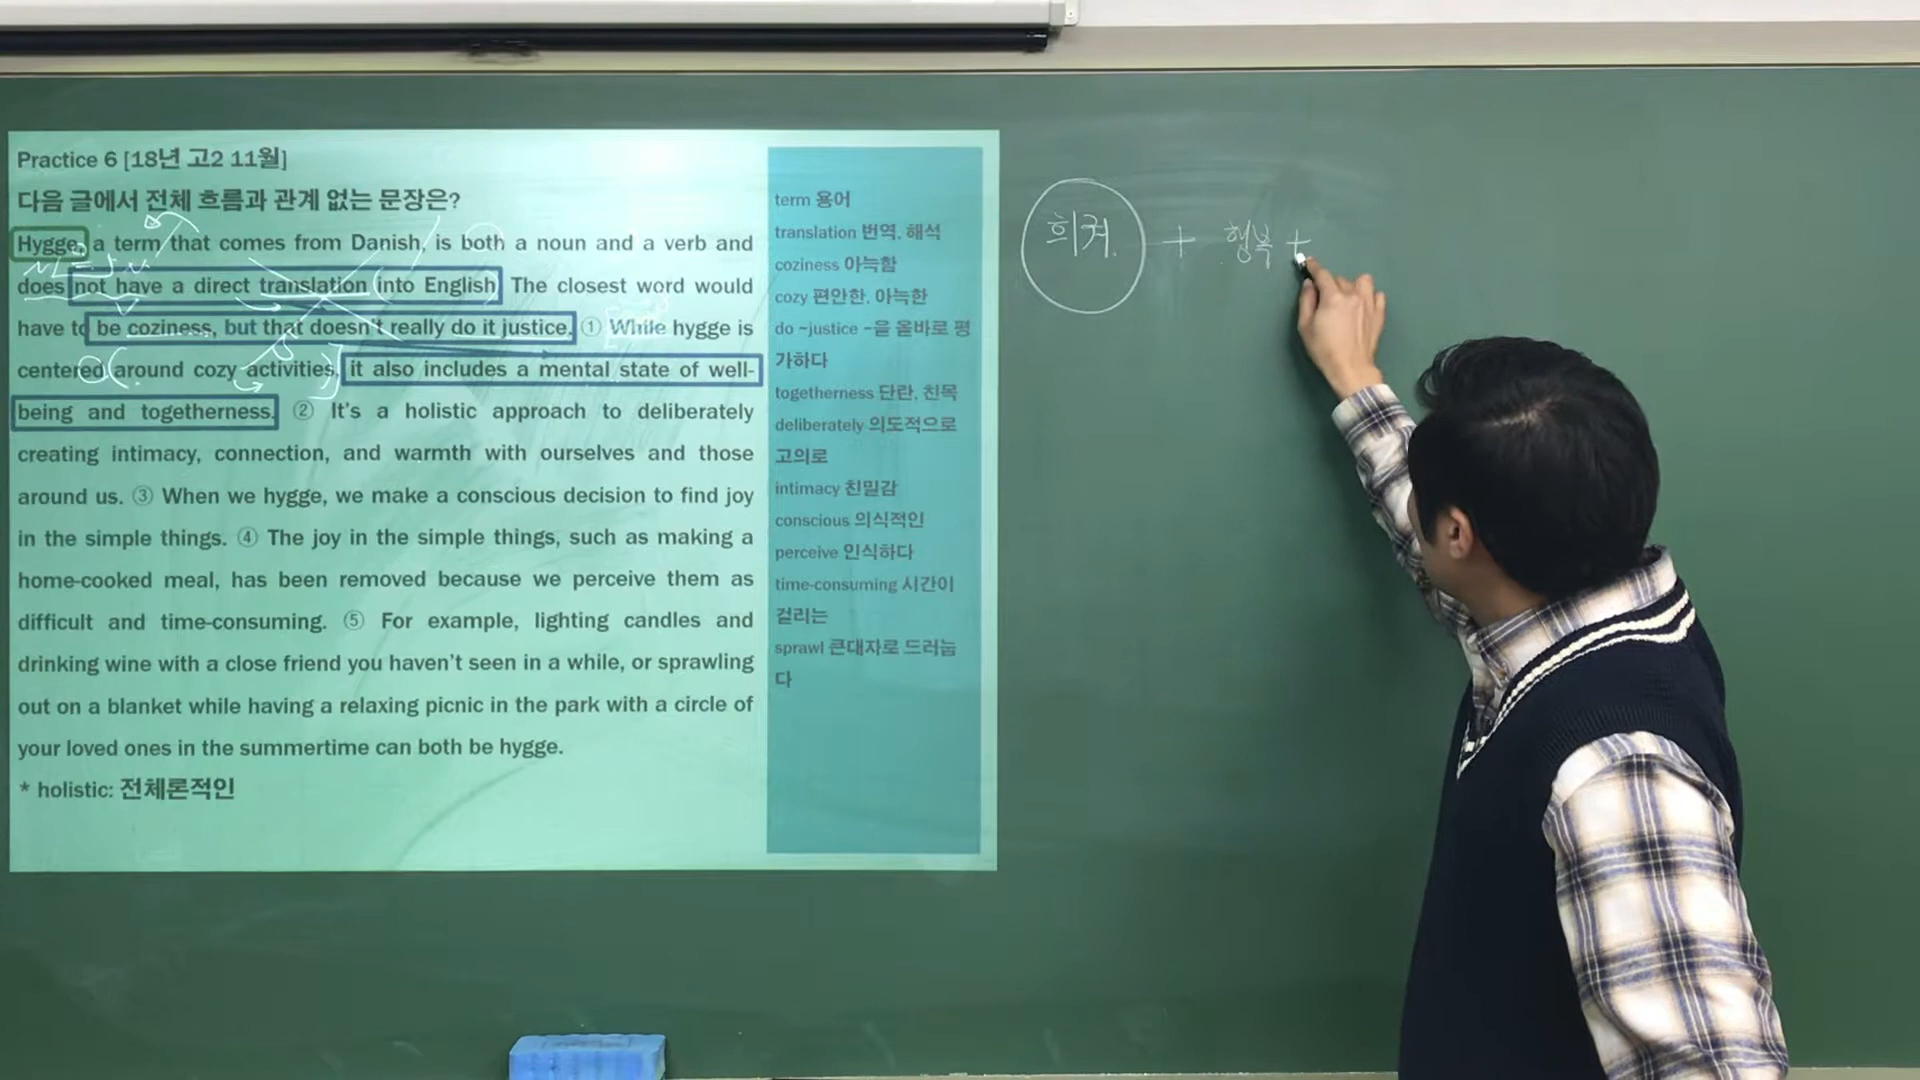 Practice 6 [18년 고2 11월]
다음 글에서 전체 흐름과 관계 없는 문장은?
Hygge, a term that comes from Danish, is both a noun and a verb and
does not have a direct translation into English. The closest word would
have to be coziness, but that doesn't really do it justice. ① While hygge is
centered around cozy activities, it also includes a mental state of well-
being and togetherness. ② It's a holistic approach to deliberately
creating intimacy, connection, and warmth with ourselves and those
around us. ③ When we hygge, we make a conscious decision to find joy
in the simple things. ④ The joy in the simple things, such as making a
home-cooked meal, has been removed because we perceive them as
difficult and time-consuming. ⑤ For example, lighting candles and
drinking wine with a close friend you haven't seen in a while, or sprawling
out on a blanket while having a relaxing picnic in the park with a circle of
your loved ones in the summertime can both be hygge.
* holistic: 전체론적인
term 용어
translation 번역, 해석
coziness 아늑함
cozy 편안한, 아늑한
do ~justice ~을 올바로 평
가하다
togetherness 단란, 친목
deliberately 의도적으로
고의로
intimacy 친밀감
conscious 의식적인
perceive 인식하다
time-consuming 시간이
걸리는
sprawl 큰대자로 드러눕
다
희켜. + 행복 +